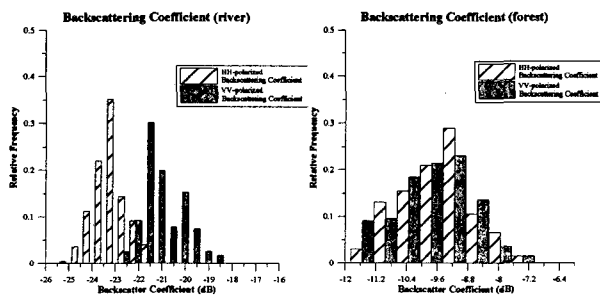 Backscattering Coefficient (river)
0.5
0.4
0.3
0.2
0.1
0
Relative Frequency
HH-polarized
Backscattering Coefficient
VV-polarized
Backscattering Coefficient
-26 -25 -24 -23 -22 -21 -20 -19 -18 -17 -16
Backscatter Coefficient (dB)
Backscattering Coefficient (forest)
0.5
0.4
0.3
0.2
0.1
0
Relative Frequency
HH-polarized
Backscattering Coefficient
VV-polarized
Backscattering Coefficient
-12 -11.2 -10.4 -9.6 -8.8 -8 -7.2 -6.4
Backscatter Coefficient (dB)